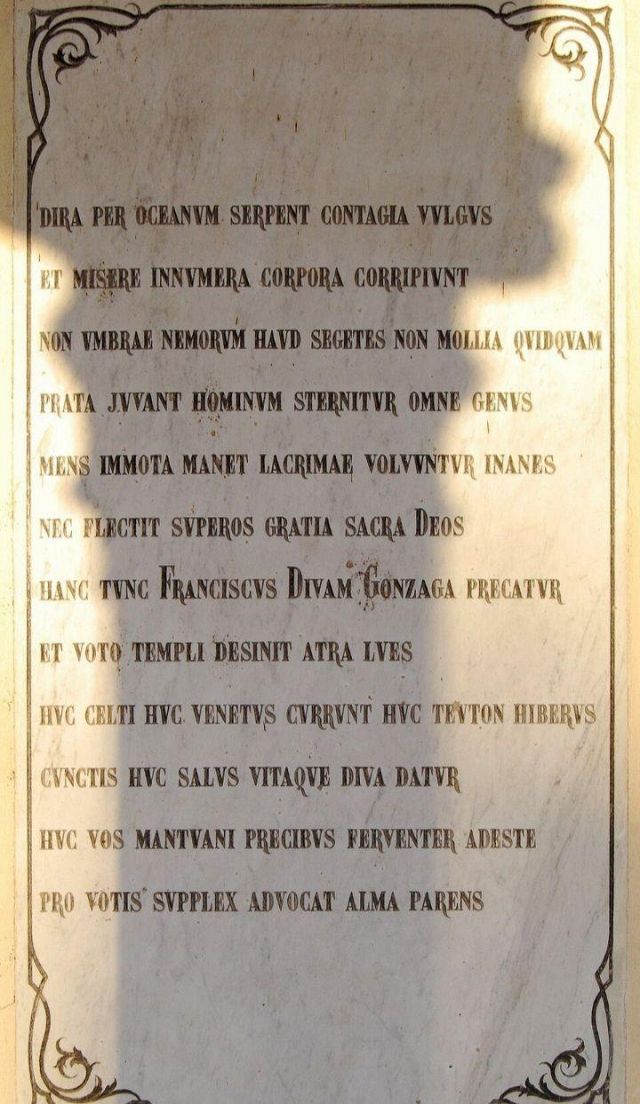 DIRA PER OCEANVM SERPENT CONTAGIA VVLGVS
ET MISERE INNVMERA CORPORA CORRIPIVNT
NON VMBRAE NEMORVM HAVD SEGETES NON MOLLIA QVIDQVAM
PRATA JVVANT HOMINVM STERNITVR OMNE GENVS
MENS IMMOTA MANET LACRIMAE VOLVVNTVR INANES
NEC FLECTIT SVPEROS GRATIA SACRA DEOS
HANC TVNC FRANCISCVS DIVAM GONZAGA PRECATVR
ET VOTO TEMPLI DESINIT ATRA LVES
HVC CELTI HVC VENETVS CVRRVNT HVC TEVTON HIBERVS
CVNCTIS HVC SALVS VITAQVE DIVA DATVR
HVC VOS MANTVANI PRECIBVS FERVENTER ADESTE
PRO VOTIS SVPPLEX ADVOCAT ALMA PARENS